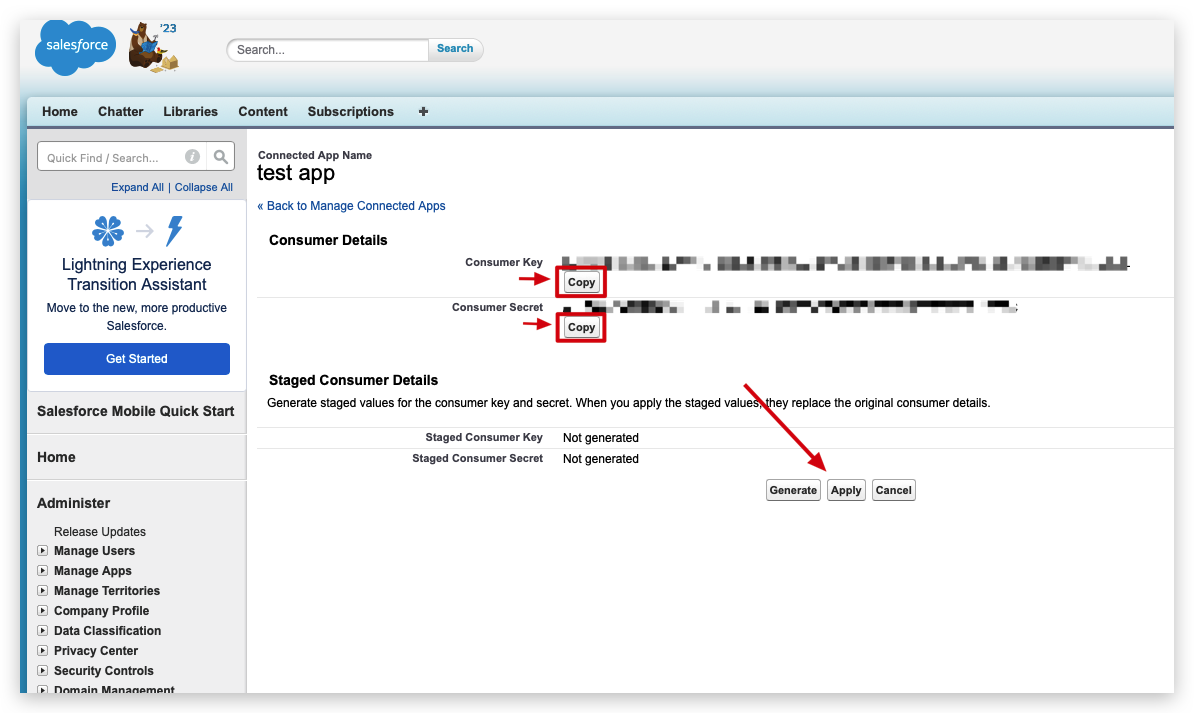 salesforce
'23
Search...
Search
Home Chatter Libraries Content Subscriptions +
Quick Find / Search...
i
Expand All | Collapse All
Lightning Experience
Transition Assistant
Move to the new, more productive
Salesforce.
Get Started
Salesforce Mobile Quick Start
Home
Administer
Release Updates
Manage Users
Manage Apps
Manage Territories
Company Profile
Data Classification
Privacy Center
Security Controls
Domain Management
Connected App Name
test app
« Back to Manage Connected Apps
Consumer Details
Consumer Key
Copy
Consumer Secret
Copy
Staged Consumer Details
Generate staged values for the consumer key and secret. When you apply the staged values, they replace the original consumer details.
Staged Consumer Key Not generated
Staged Consumer Secret Not generated
Generate Apply Cancel